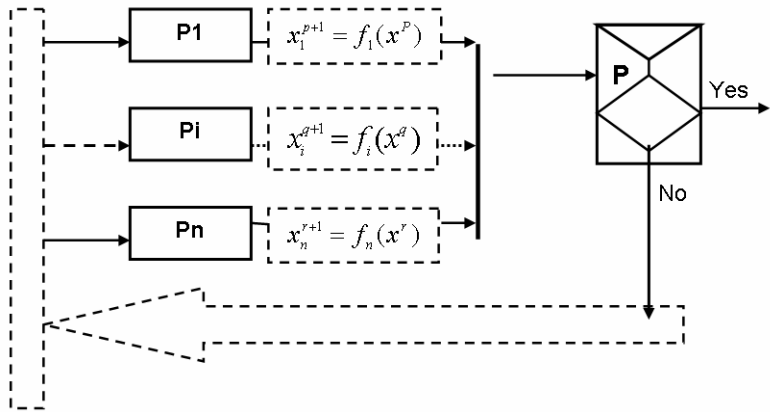 P1
x_1^{p+1} = f_1(x^p)
Pi
x_i^{q+1} = f_i(x^q)
Pn
x_n^{r+1} = f_n(x^r)
P
Yes
No